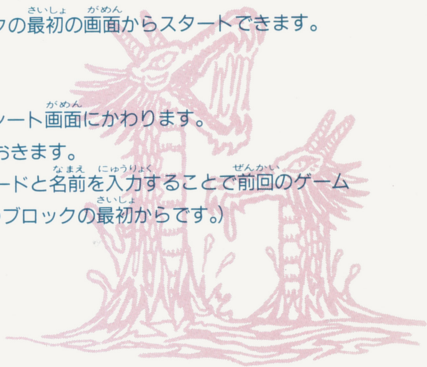 クの最初の画面からスタートできます。
シート画面にかわります。
おきます。
ードと名前を入力することで前回のゲーム
ブロックの最初からです。)